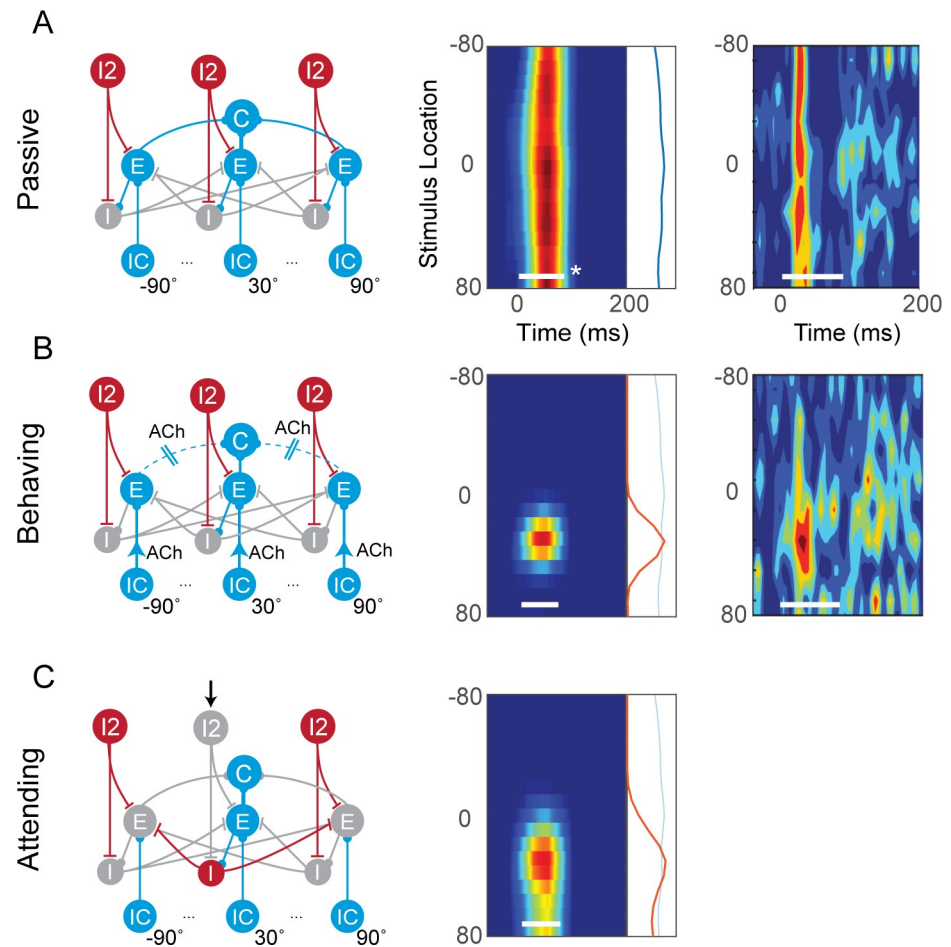 A
Passive
I2 I2 I2
C
E E E
I I I
IC ... IC ... IC
-90° 30° 90°
Stimulus Location
-80
0
80
*
0 200
Time (ms)
-80
0
80
0 200
Time (ms)
B
Behaving
I2 I2 I2
ACh ACh
C
E E E
I I I
ACh ACh ACh
IC ... IC ... IC
-90° 30° 90°
-80
0
80
-80
0
80
C
Attending
I2 I2 I2
C
E E E
I I I
IC ... IC ... IC
-90° 30° 90°
-80
0
80